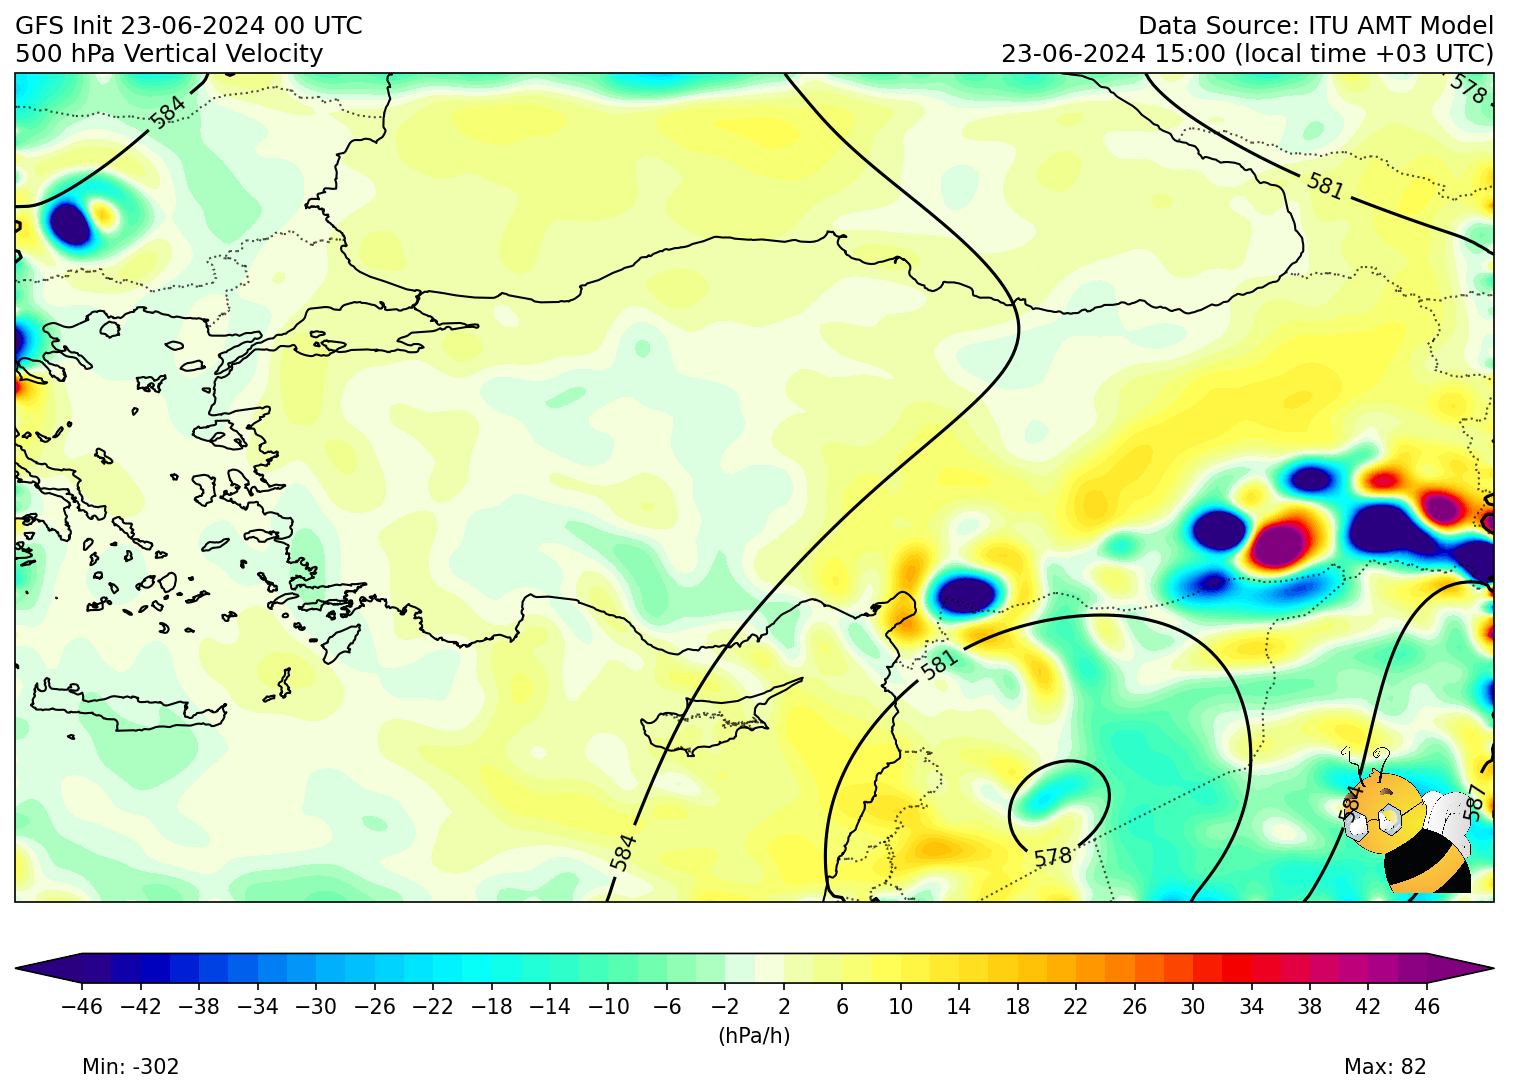 GFS Init 23-06-2024 00 UTC
500 hPa Vertical Velocity
Data Source: ITU AMT Model
23-06-2024 15:00 (local time +03 UTC)
584
578
581
581
584
578
584
587
−46 −42 −38 −34 −30 −26 −22 −18 −14 −10 −6 −2 2 6 10 14 18 22 26 30 34 38 42 46
(hPa/h)
Min: -302
Max: 82